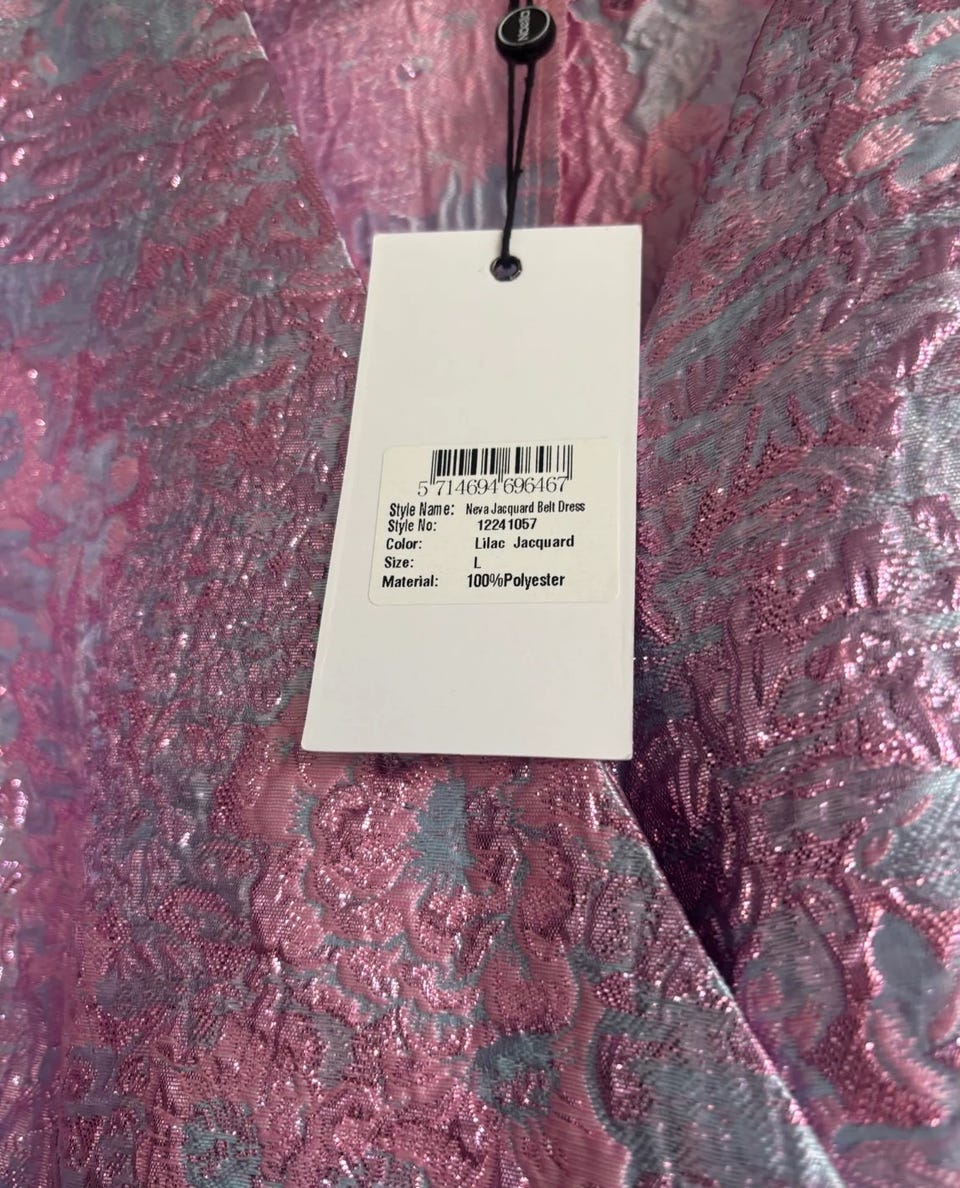 5 714694 696467
Style Name: Neva Jacquard Belt Dress
Style No: 12241057
Color: Lilac Jacquard
Size: L
Material: 100%Polyester